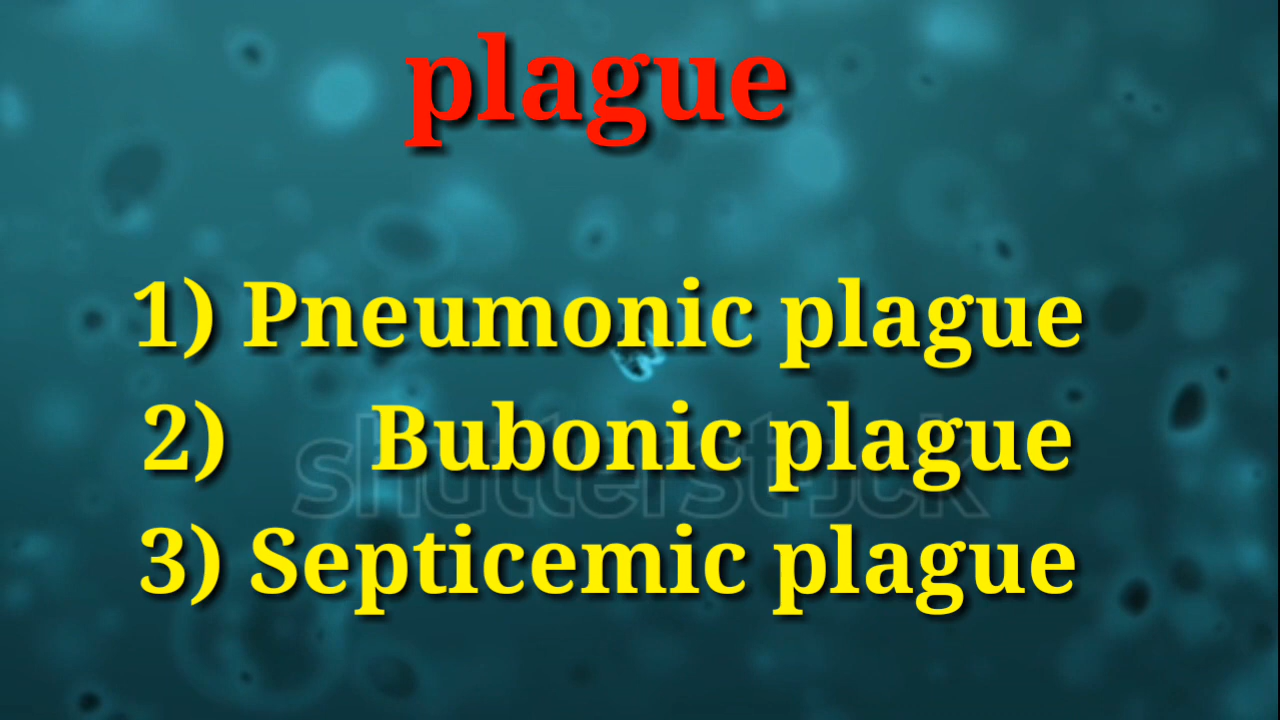 plague
1) Pneumonic plague
2) Bubonic plague
shutterstock
3) Septicemic plague